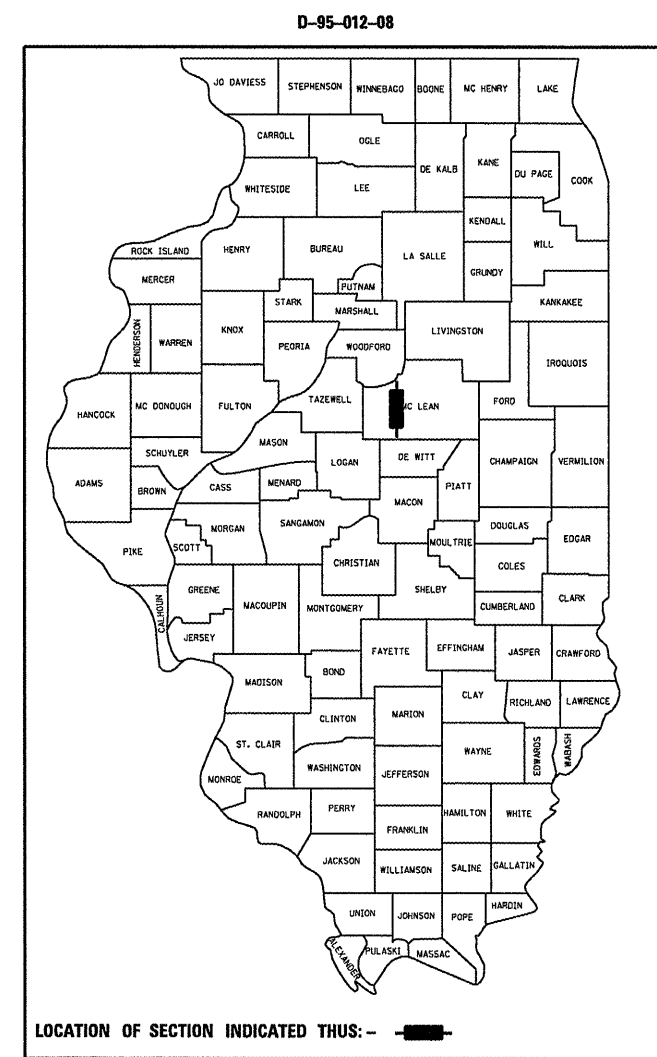 D-95-012-08
JO DAVIESS STEPHENSON WINNEBAGO BOONE MC HENRY LAKE
CARROLL OGLE DE KALB KANE DU PAGE COOK
WHITESIDE LEE
KENDALL
ROCK ISLAND HENRY BUREAU LA SALLE GRUNDY WILL
MERCER PUTNAM
STARK MARSHALL KANKAKEE
HENDERSON WARREN KNOX PEORIA WOODFORD LIVINGSTON IROQUOIS
HANCOCK MC DONOUGH FULTON TAZEWELL MC LEAN FORD
MASON
SCHUYLER LOGAN DE WITT CHAMPAIGN VERMILION
ADAMS BROWN CASS MENARD PIATT
MACON
MORGAN SANGAMON DOUGLAS
PIKE SCOTT CHRISTIAN MOULTRIE EDGAR
COLES
GREENE SHELBY
CALHOUN MACOUPIN MONTGOMERY CUMBERLAND CLARK
JERSEY FAYETTE EFFINGHAM JASPER CRAWFORD
MADISON BOND
CLAY RICHLAND LAWRENCE
CLINTON MARION
ST. CLAIR WAYNE EDWARDS WABASH
WASHINGTON JEFFERSON
MONROE
RANDOLPH PERRY HAMILTON WHITE
FRANKLIN
JACKSON WILLIAMSON SALINE GALLATIN
HARDIN
UNION JOHNSON POPE
ALEXANDER PULASKI MASSAC
LOCATION OF SECTION INDICATED THUS: -